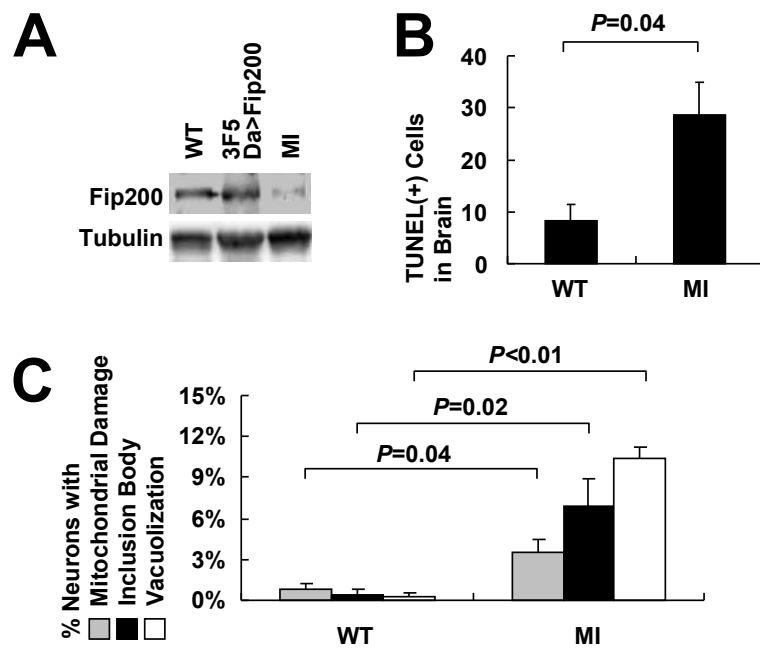 A
WT
3F5
Da>Fip200
MI
Fip200
Tubulin
B
P=0.04
TUNEL(+) Cells
in Brain
40
30
20
10
0
WT
MI
C
% Neurons with
Mitochondrial Damage
Inclusion Body
Vacuolization
15%
12%
9%
6%
3%
0%
P<0.01
P=0.02
P=0.04
WT
MI